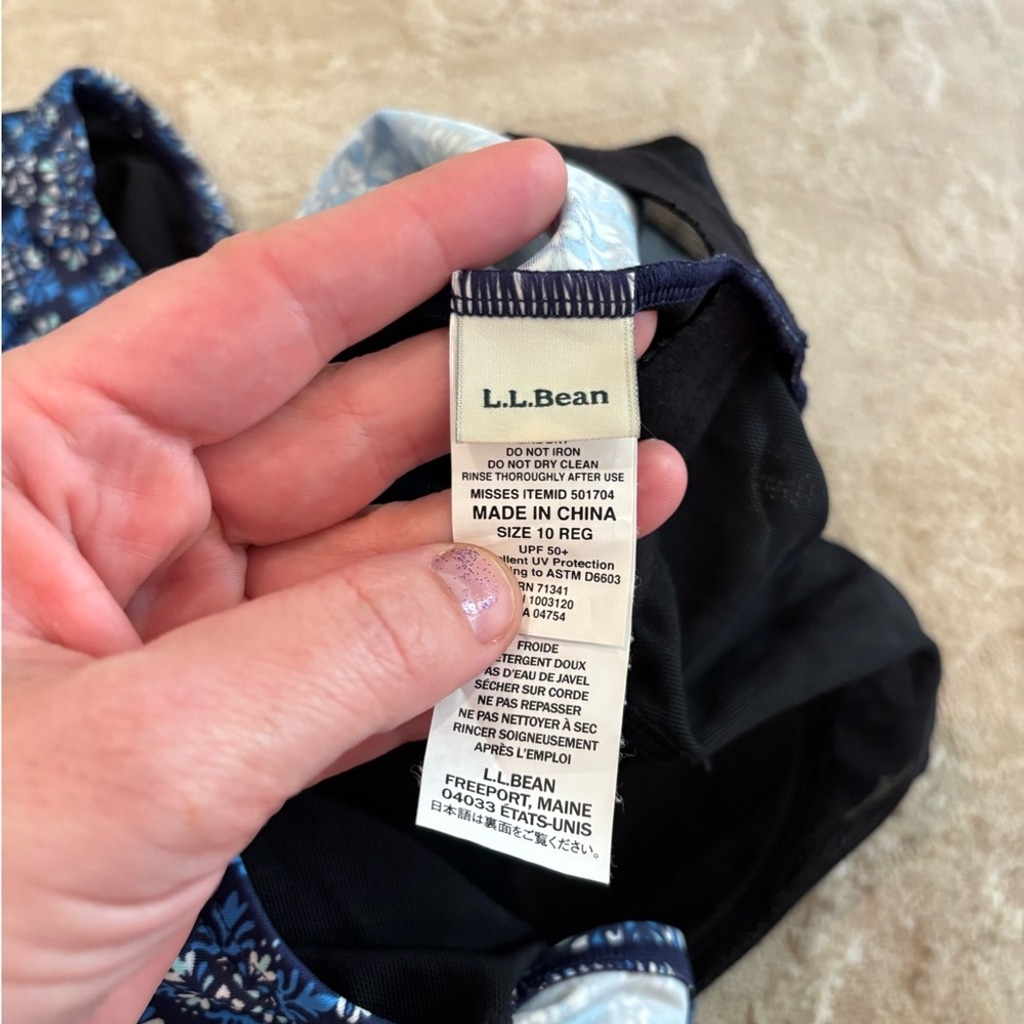 L.L.Bean
DO NOT IRON
DO NOT DRY CLEAN
RINSE THOROUGHLY AFTER USE
MISSES ITEMID 501704
MADE IN CHINA
SIZE 10 REG
UPF 50+
UV Protection
to ASTM D6603
RN 71341
1003120
A 04754
FROIDE
DOUX
D'EAU DE JAVEL
SÉCHER SUR CORDE
NE PAS REPASSER
NE PAS NETTOYER À SEC
RINCER SOIGNEUSEMENT
APRÈS L'EMPLOI
L.L.BEAN
FREEPORT, MAINE
04033 ÉTATS-UNIS
日本語は裏面をご覧ください。